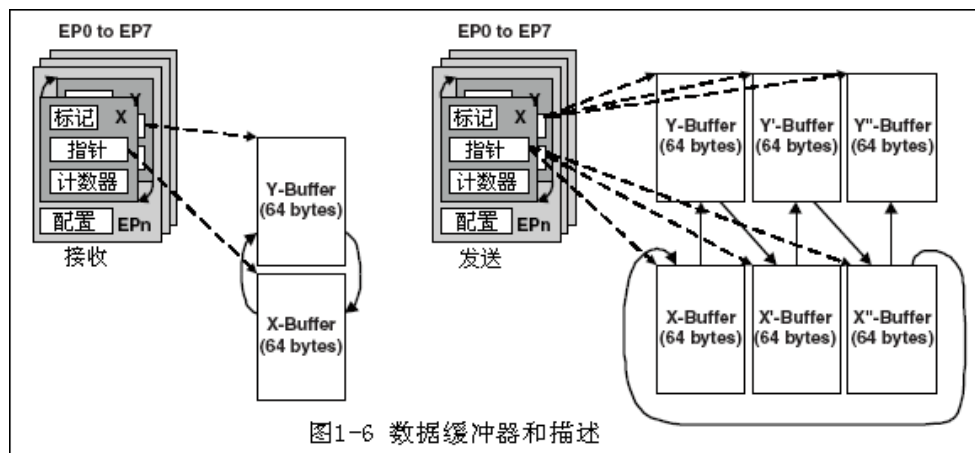 EP0 to EP7
Y
标记 X
指针
计数器
配置 EPn
接收
Y-Buffer
(64 bytes)
X-Buffer
(64 bytes)
EP0 to EP7
Y
标记 X
指针
计数器
配置 EPn
发送
Y-Buffer
(64 bytes)
Y'-Buffer
(64 bytes)
Y''-Buffer
(64 bytes)
X-Buffer
(64 bytes)
X'-Buffer
(64 bytes)
X''-Buffer
(64 bytes)
图1-6 数据缓冲器和描述